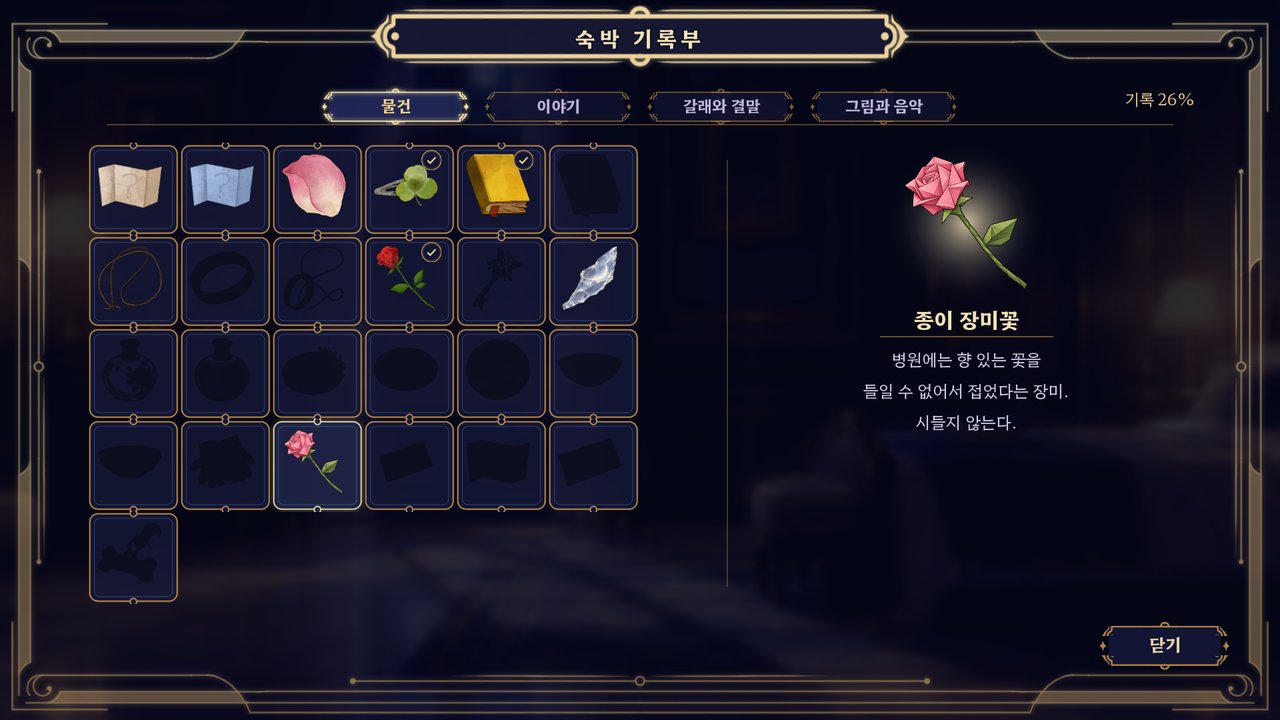 숙박 기록부
물건
이야기
갈래와 결말
그림과 음악
기록 26%
종이 장미꽃
병원에는 향 있는 꽃을
들일 수 없어서 접었다는 장미.
시들지 않는다.
닫기